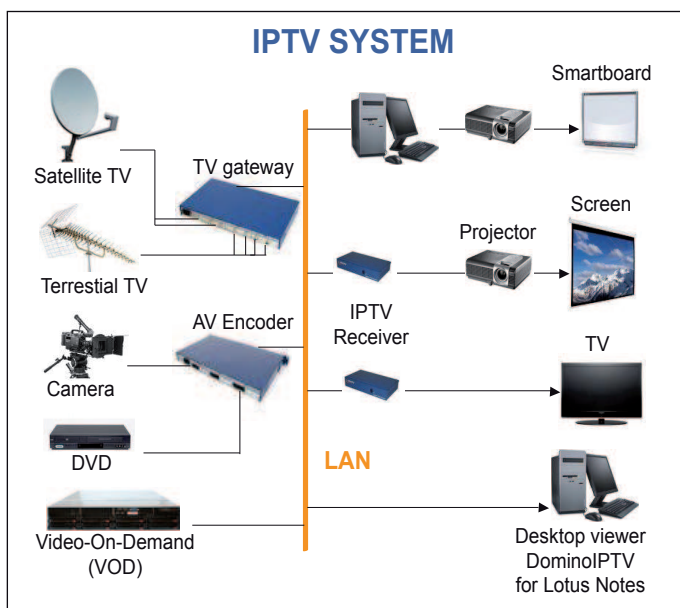 IPTV SYSTEM
Satellite TV
TV gateway
Terrestial TV
AV Encoder
Camera
DVD
Video-On-Demand
(VOD)
LAN
Smartboard
Screen
Projector
IPTV
Receiver
TV
Desktop viewer
DominoIPTV
for Lotus Notes